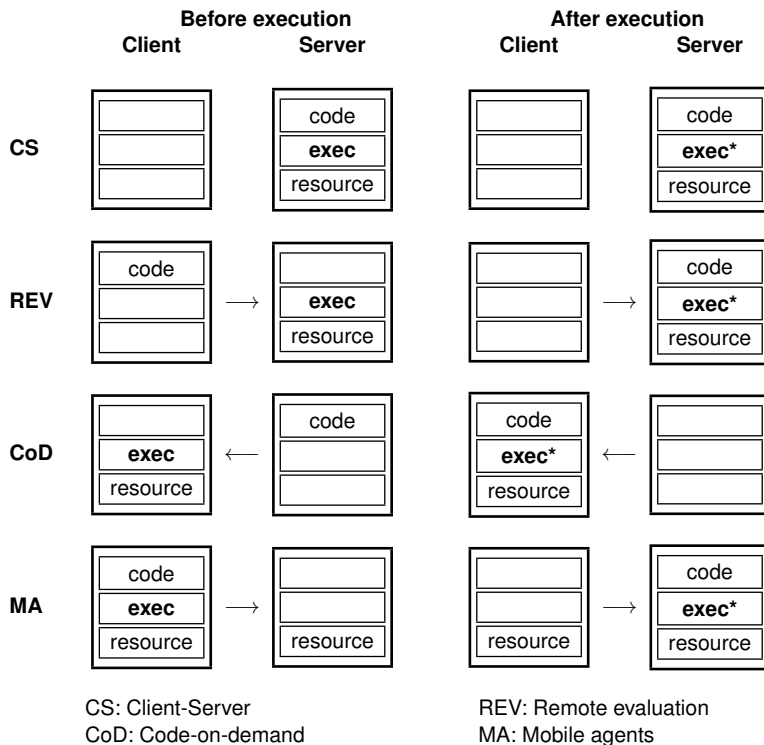 Before execution After execution
Client Server Client Server
code code
CS exec exec*
resource resource
code code
REV exec exec*
resource resource
code code
CoD exec exec*
resource resource
code code
MA exec exec*
resource resource resource resource
CS: Client-Server REV: Remote evaluation
CoD: Code-on-demand MA: Mobile agents